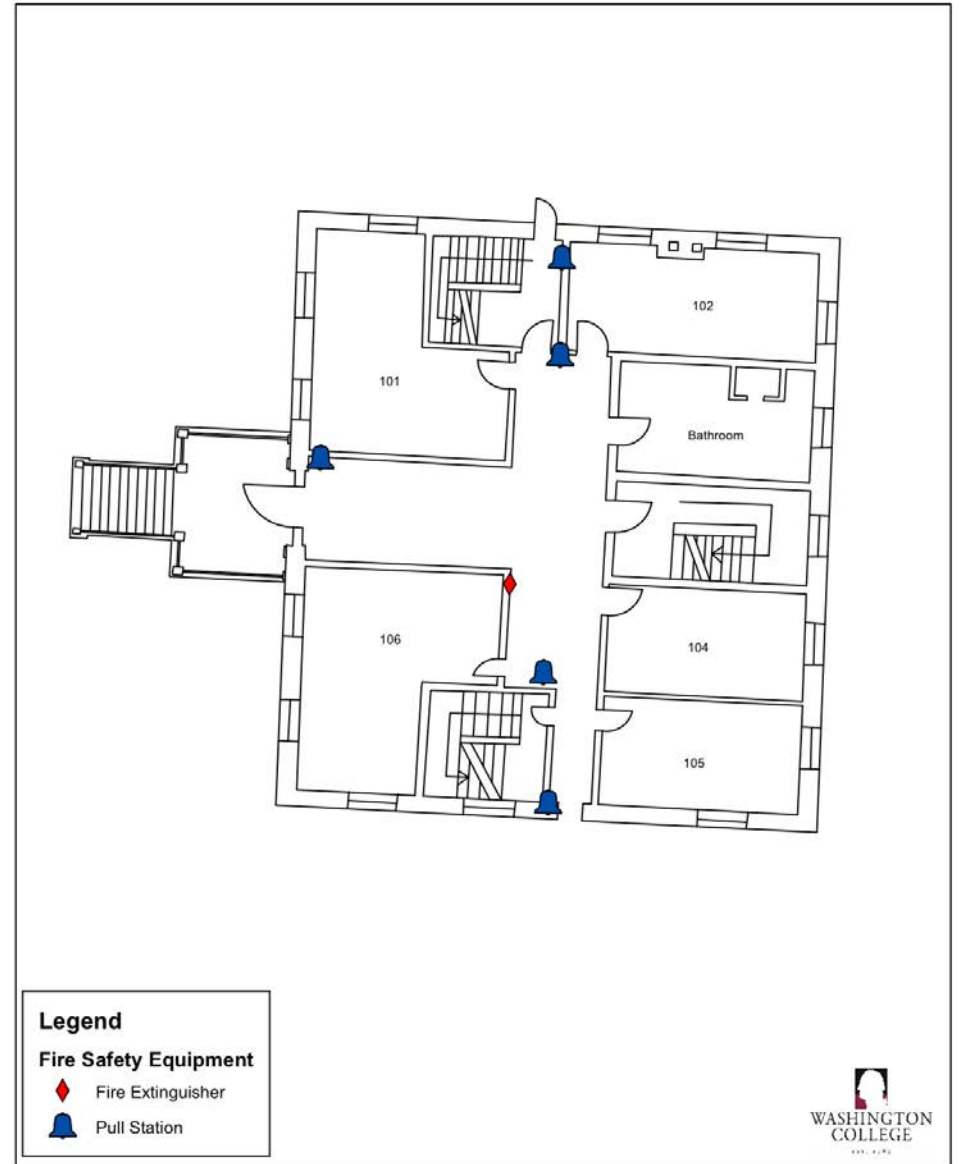 102
101
Bathroom
106
104
105
Legend
Fire Safety Equipment
Fire Extinguisher
Pull Station
WASHINGTON
COLLEGE